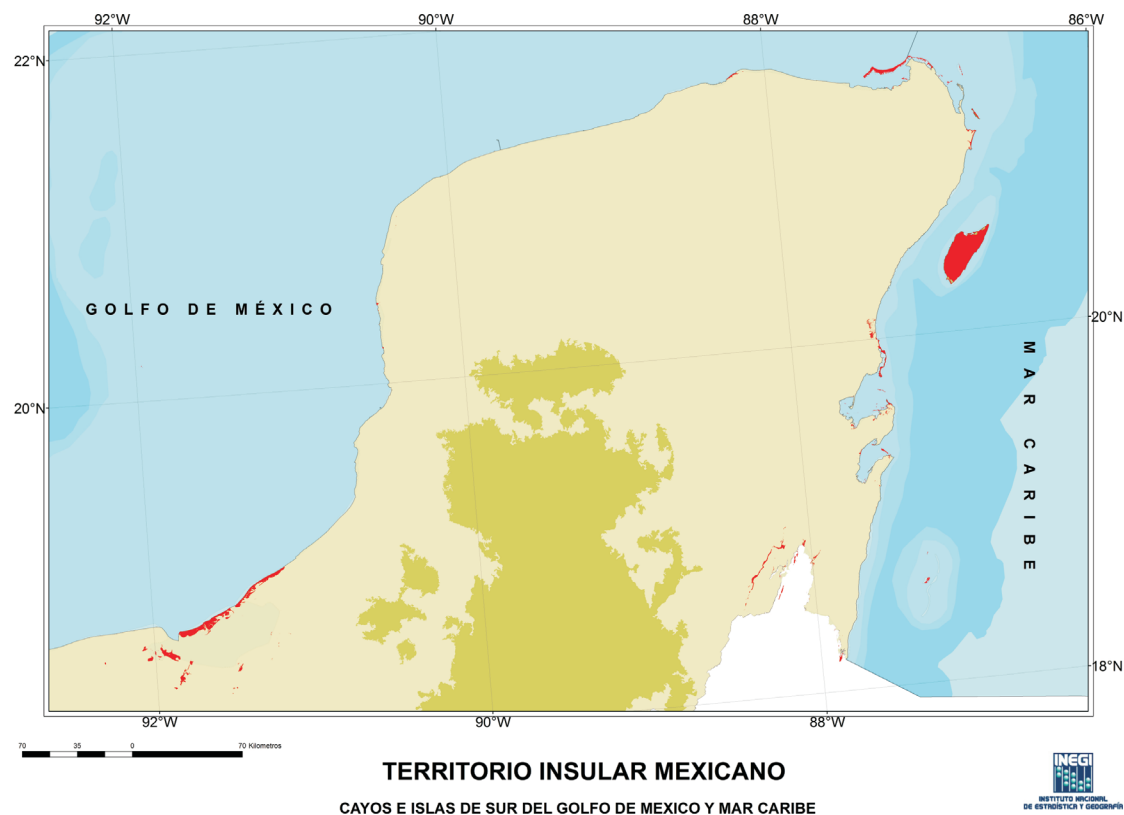 92°W
90°W
88°W
86°W
22°N
GOLFO DE MÉXICO
20°N
MAR CARIBE
20°N
18°N
92°W
90°W
88°W
70 35 0 70 Kilometros
TERRITORIO INSULAR MEXICANO
CAYOS E ISLAS DE SUR DEL GOLFO DE MEXICO Y MAR CARIBE
INEGI
INSTITUTO NACIONAL
DE ESTADÍSTICA Y GEOGRAFÍA